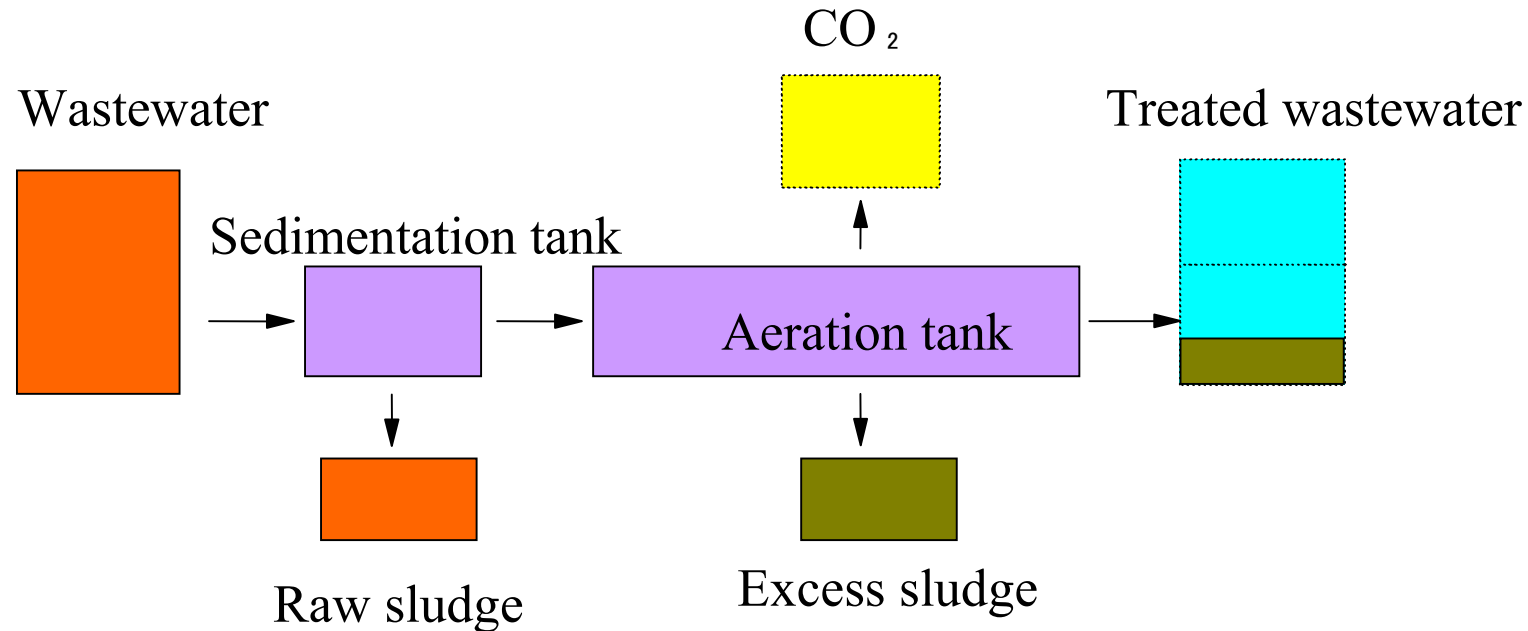 CO₂
Wastewater
Treated wastewater
Sedimentation tank
Aeration tank
Raw sludge
Excess sludge